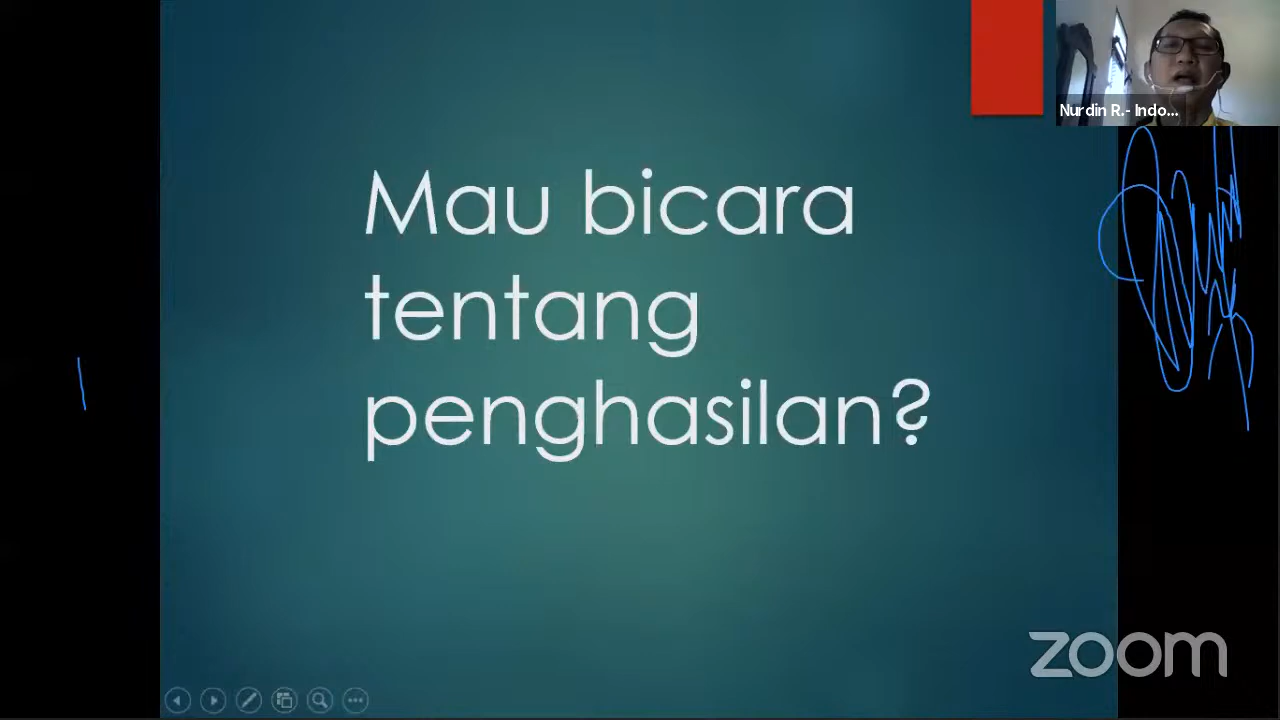 Nurdin R.- Indo...
Mau bicara
tentang
penghasilan?
zoom